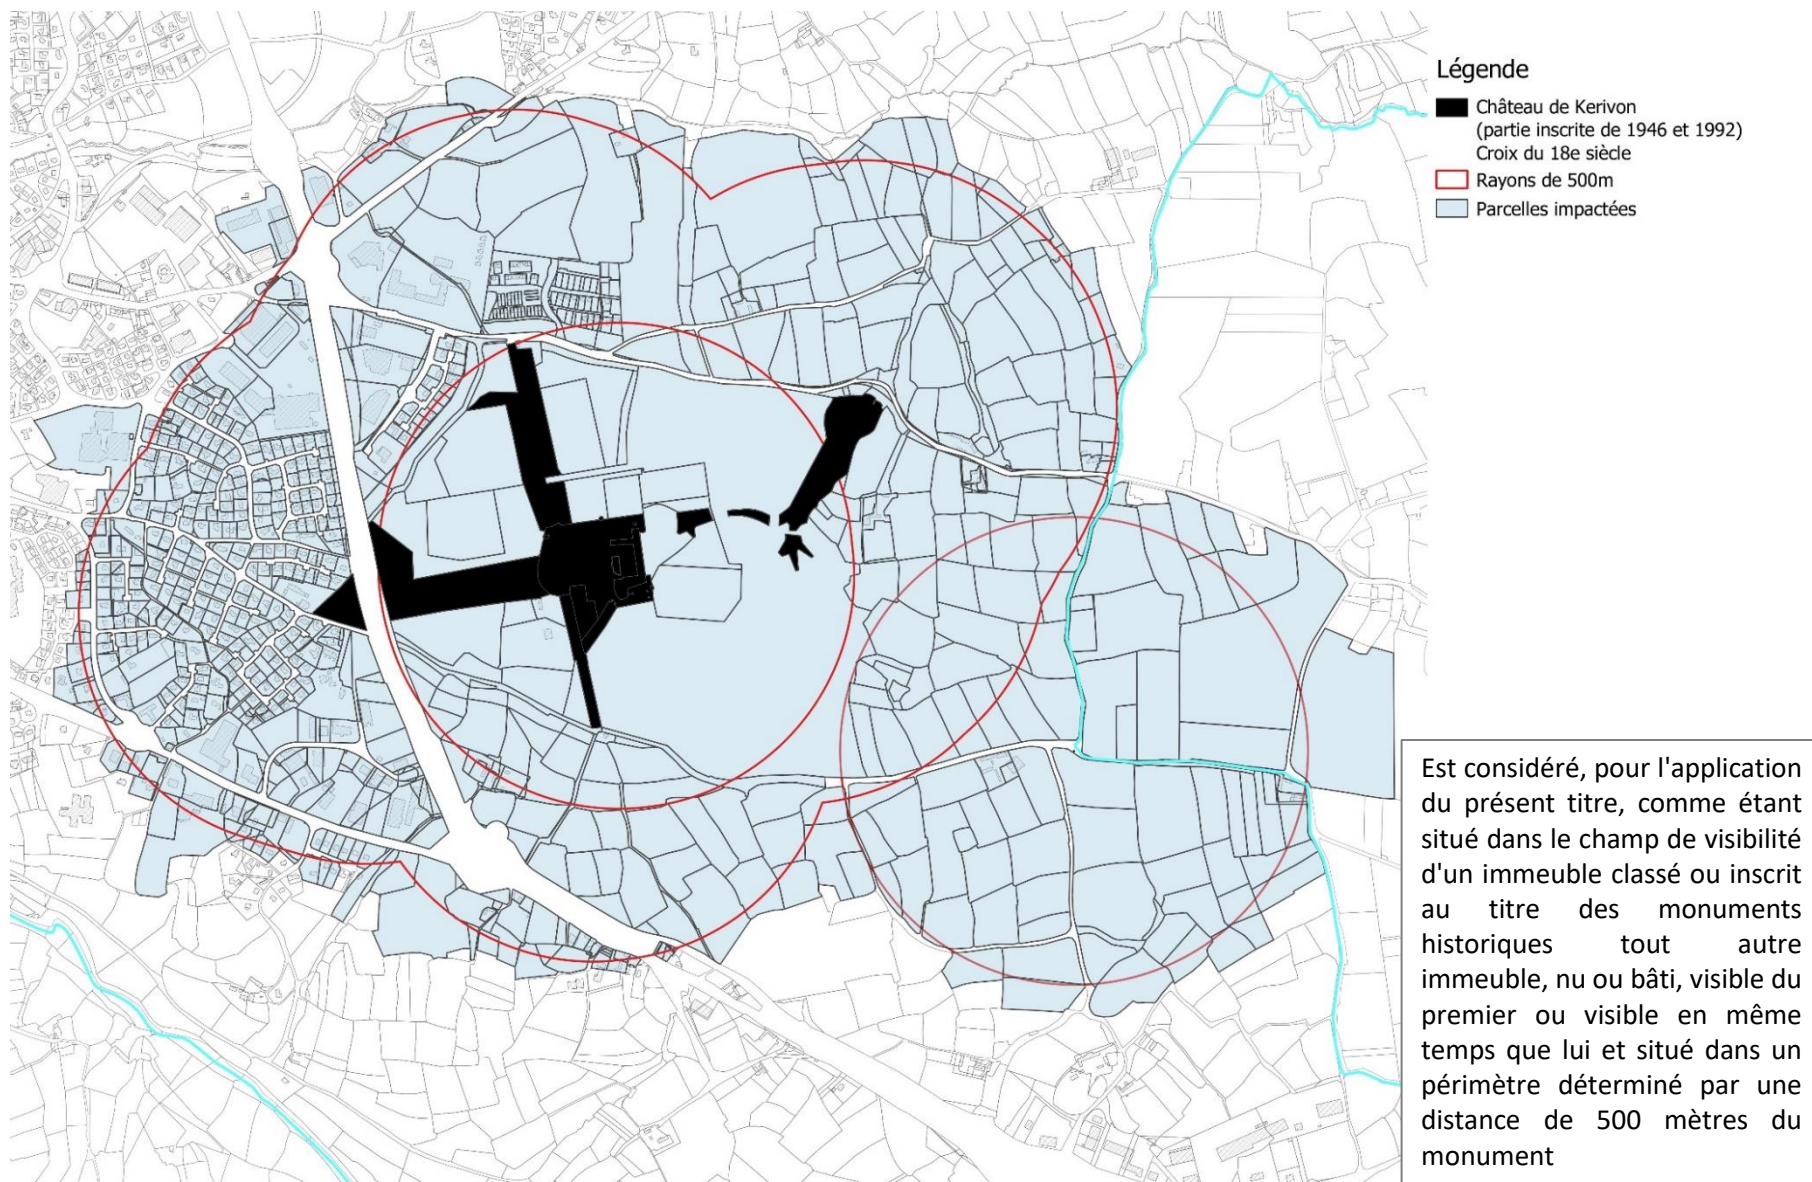 Légende
Château de Kerivon
(partie inscrite de 1946 et 1992)
Croix du 18e siècle
Rayons de 500m
Parcelles impactées
Est considéré, pour l'application
du présent titre, comme étant
situé dans le champ de visibilité
d'un immeuble classé ou inscrit
au titre des monuments
historiques tout autre
immeuble, nu ou bâti, visible du
premier ou visible en même
temps que lui et situé dans un
périmètre déterminé par une
distance de 500 mètres du
monument